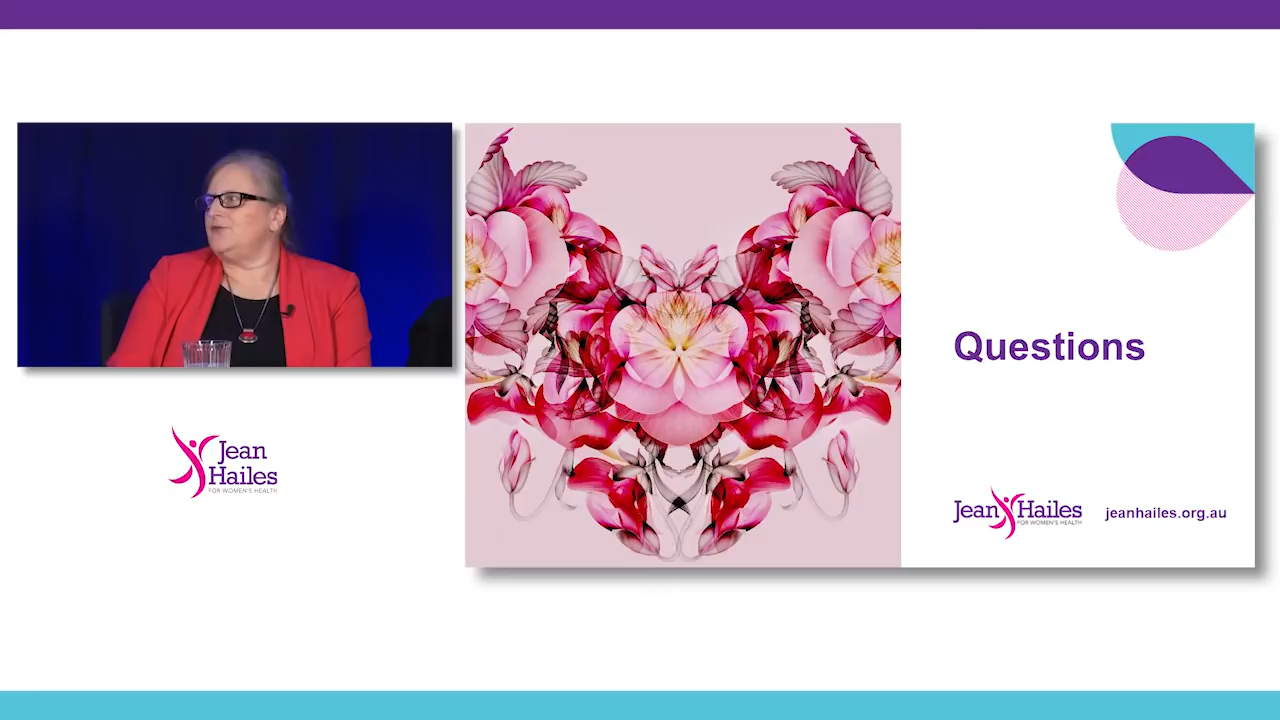 Jean
Hailes
FOR WOMEN'S HEALTH
Questions
Jean Hailes
FOR WOMEN'S HEALTH
jeanhailes.org.au